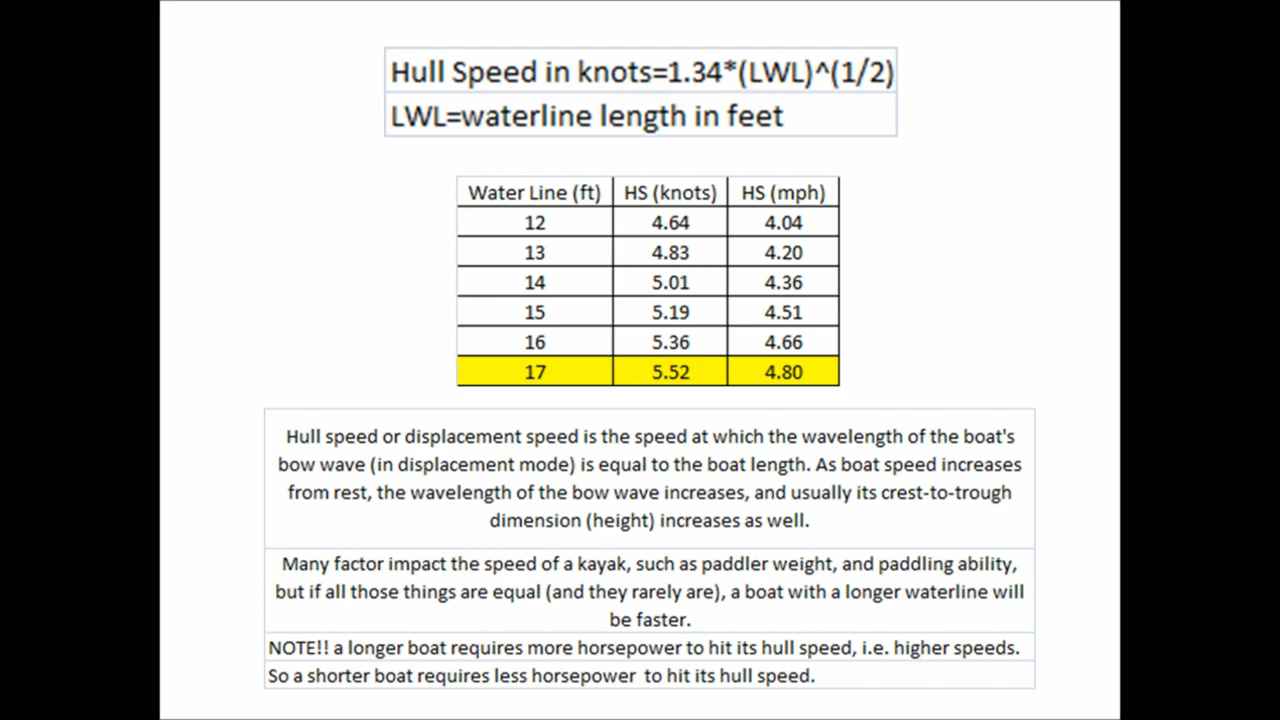 Hull Speed in knots=1.34*(LWL)^(1/2)
LWL=waterline length in feet
Water Line (ft) HS (knots) HS (mph)
12 4.64 4.04
13 4.83 4.20
14 5.01 4.36
15 5.19 4.51
16 5.36 4.66
17 5.52 4.80
Hull speed or displacement speed is the speed at which the wavelength of the boat's
bow wave (in displacement mode) is equal to the boat length. As boat speed increases
from rest, the wavelength of the bow wave increases, and usually its crest-to-trough
dimension (height) increases as well.
Many factor impact the speed of a kayak, such as paddler weight, and paddling ability,
but if all those things are equal (and they rarely are), a boat with a longer waterline will
be faster.
NOTE!! a longer boat requires more horsepower to hit its hull speed, i.e. higher speeds.
So a shorter boat requires less horsepower to hit its hull speed.